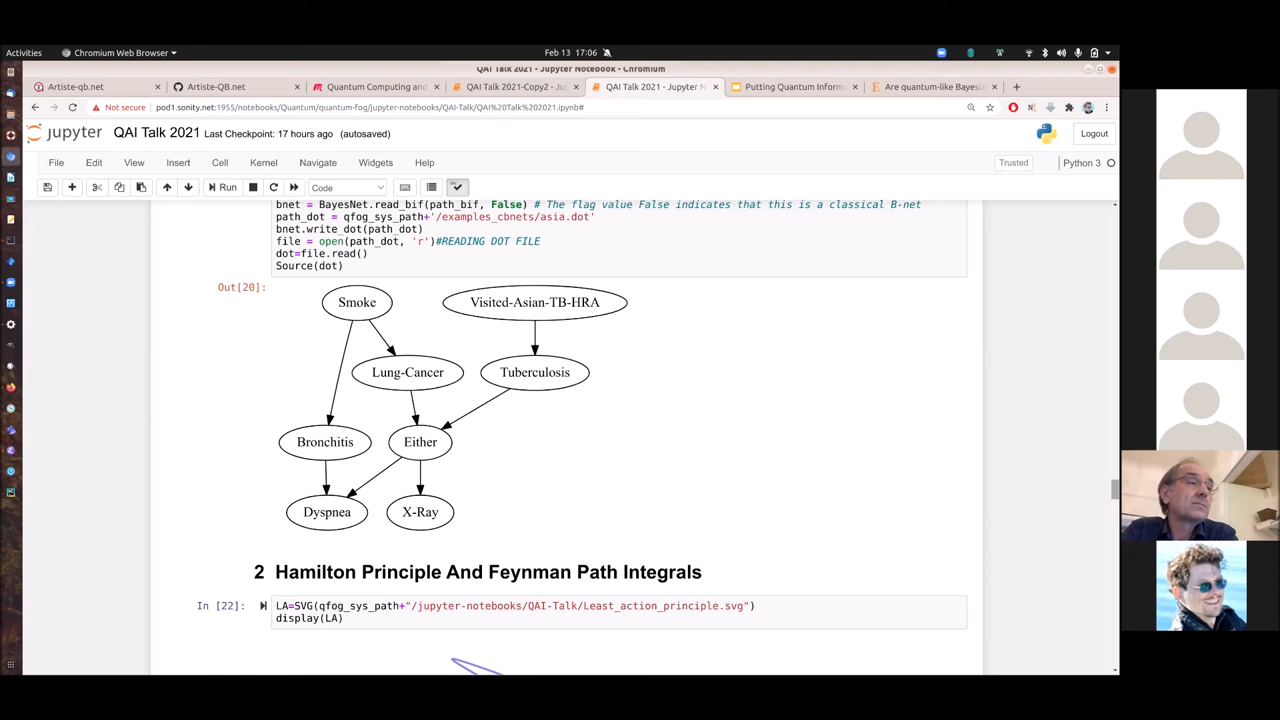 Activities
Chromium Web Browser
Feb 13 17:06
QAI Talk 2021 - Jupyter Notebook - Chromium
Artiste-qb.net
Artiste-QB.net
Quantum Computing and
QAI Talk 2021-Copy2 - Ju
QAI Talk 2021 - Jupyter N
Putting Quantum Inform
Are quantum-like Bayesia
Not secure
pod1.sonity.net:1955/notebooks/Quantum/quantum-fog/jupyter-notebooks/QAI-Talk/QAI%20Talk%202021.ipynb#
jupyter
QAI Talk 2021
Last Checkpoint: 17 hours ago
(autosaved)
Logout
File
Edit
View
Insert
Cell
Kernel
Navigate
Widgets
Help
Trusted
Python 3
Run
Code
bnet = BayesNet.read_bif(path_bif, False) # The flag value False indicates that this is a classical B-net
path_dot = qfog_sys_path+'/examples_cbnets/asia.dot'
bnet.write_dot(path_dot)
file = open(path_dot, 'r')#READING DOT FILE
dot=file.read()
Source(dot)
Out[20]:
Smoke
Visited-Asian-TB-HRA
Lung-Cancer
Tuberculosis
Bronchitis
Either
Dyspnea
X-Ray
2 Hamilton Principle And Feynman Path Integrals
In [22]:
LA=SVG(qfog_sys_path+"/jupyter-notebooks/QAI-Talk/Least_action_principle.svg")
display(LA)